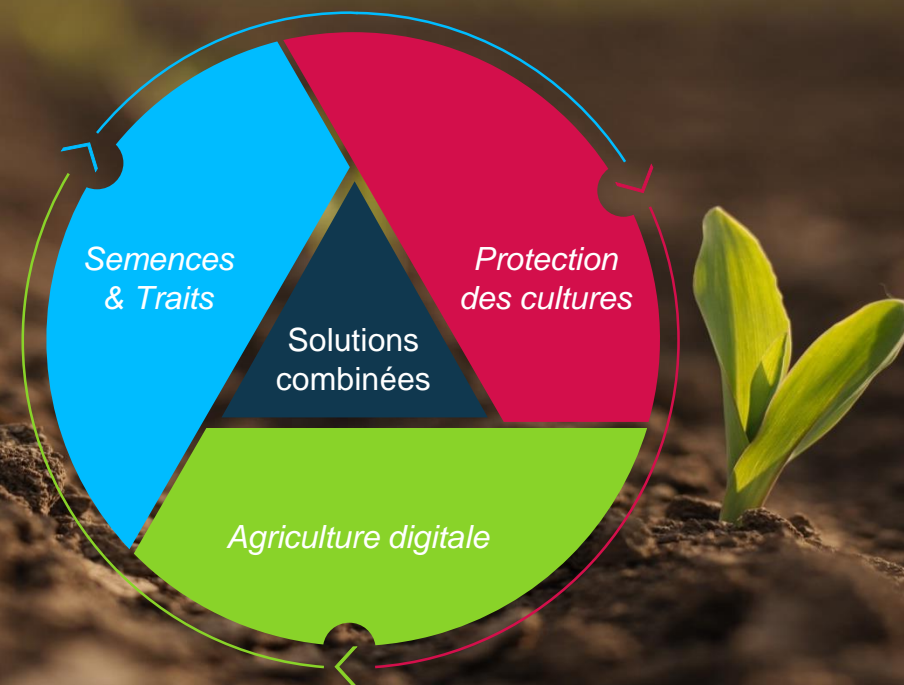 Semences
& Traits
Protection
des cultures
Solutions
combinées
Agriculture digitale